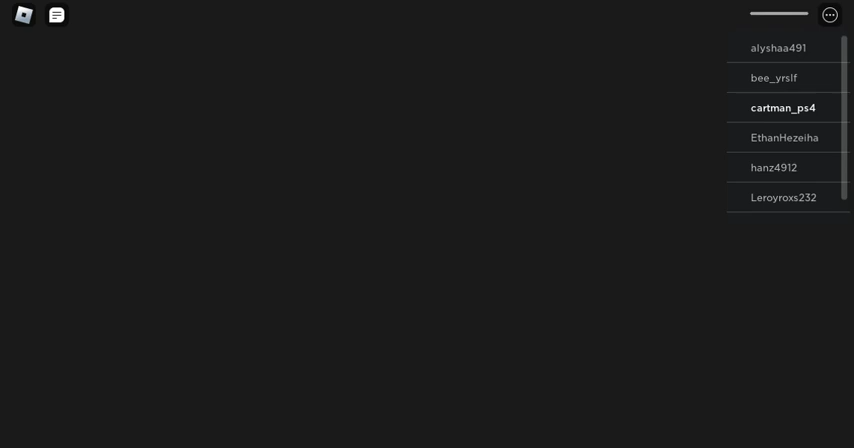 alyshaa491
bee_yrslf
cartman_ps4
EthanHezeiha
hanz4912
Leroyroxs232